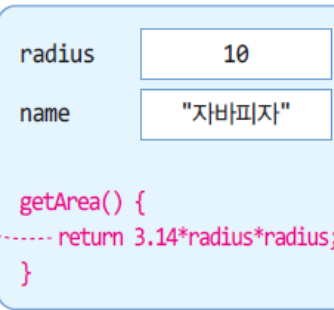 radius 10
name "자바피자"
getArea() {
return 3.14*radius*radius;
}